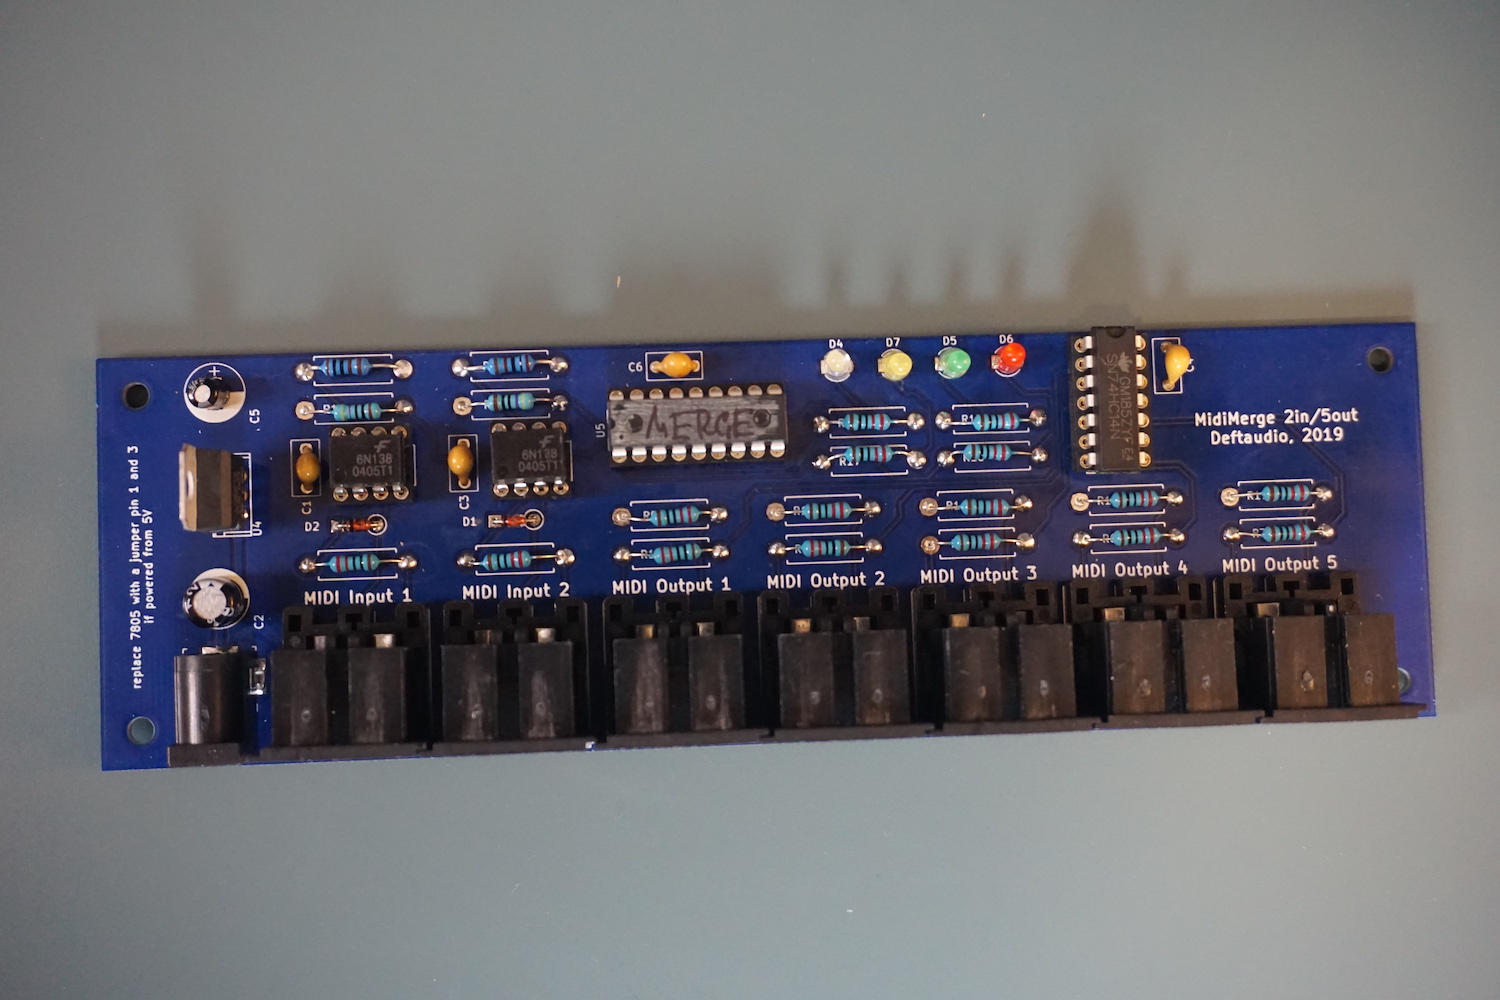 D4
D7
D5
D6
C6
C5
MidiMerge 2in/5out
Deftaudio, 2019
SN74HC14N
U5
MERGE
6N138
0405T1
6N138
0405T1
C1
C3
replace 7805 with a jumper pin 1 and 3
if powered from 5V
U4
D2
D1
MIDI Input 1
MIDI Input 2
MIDI Output 1
MIDI Output 2
MIDI Output 3
MIDI Output 4
MIDI Output 5
C2